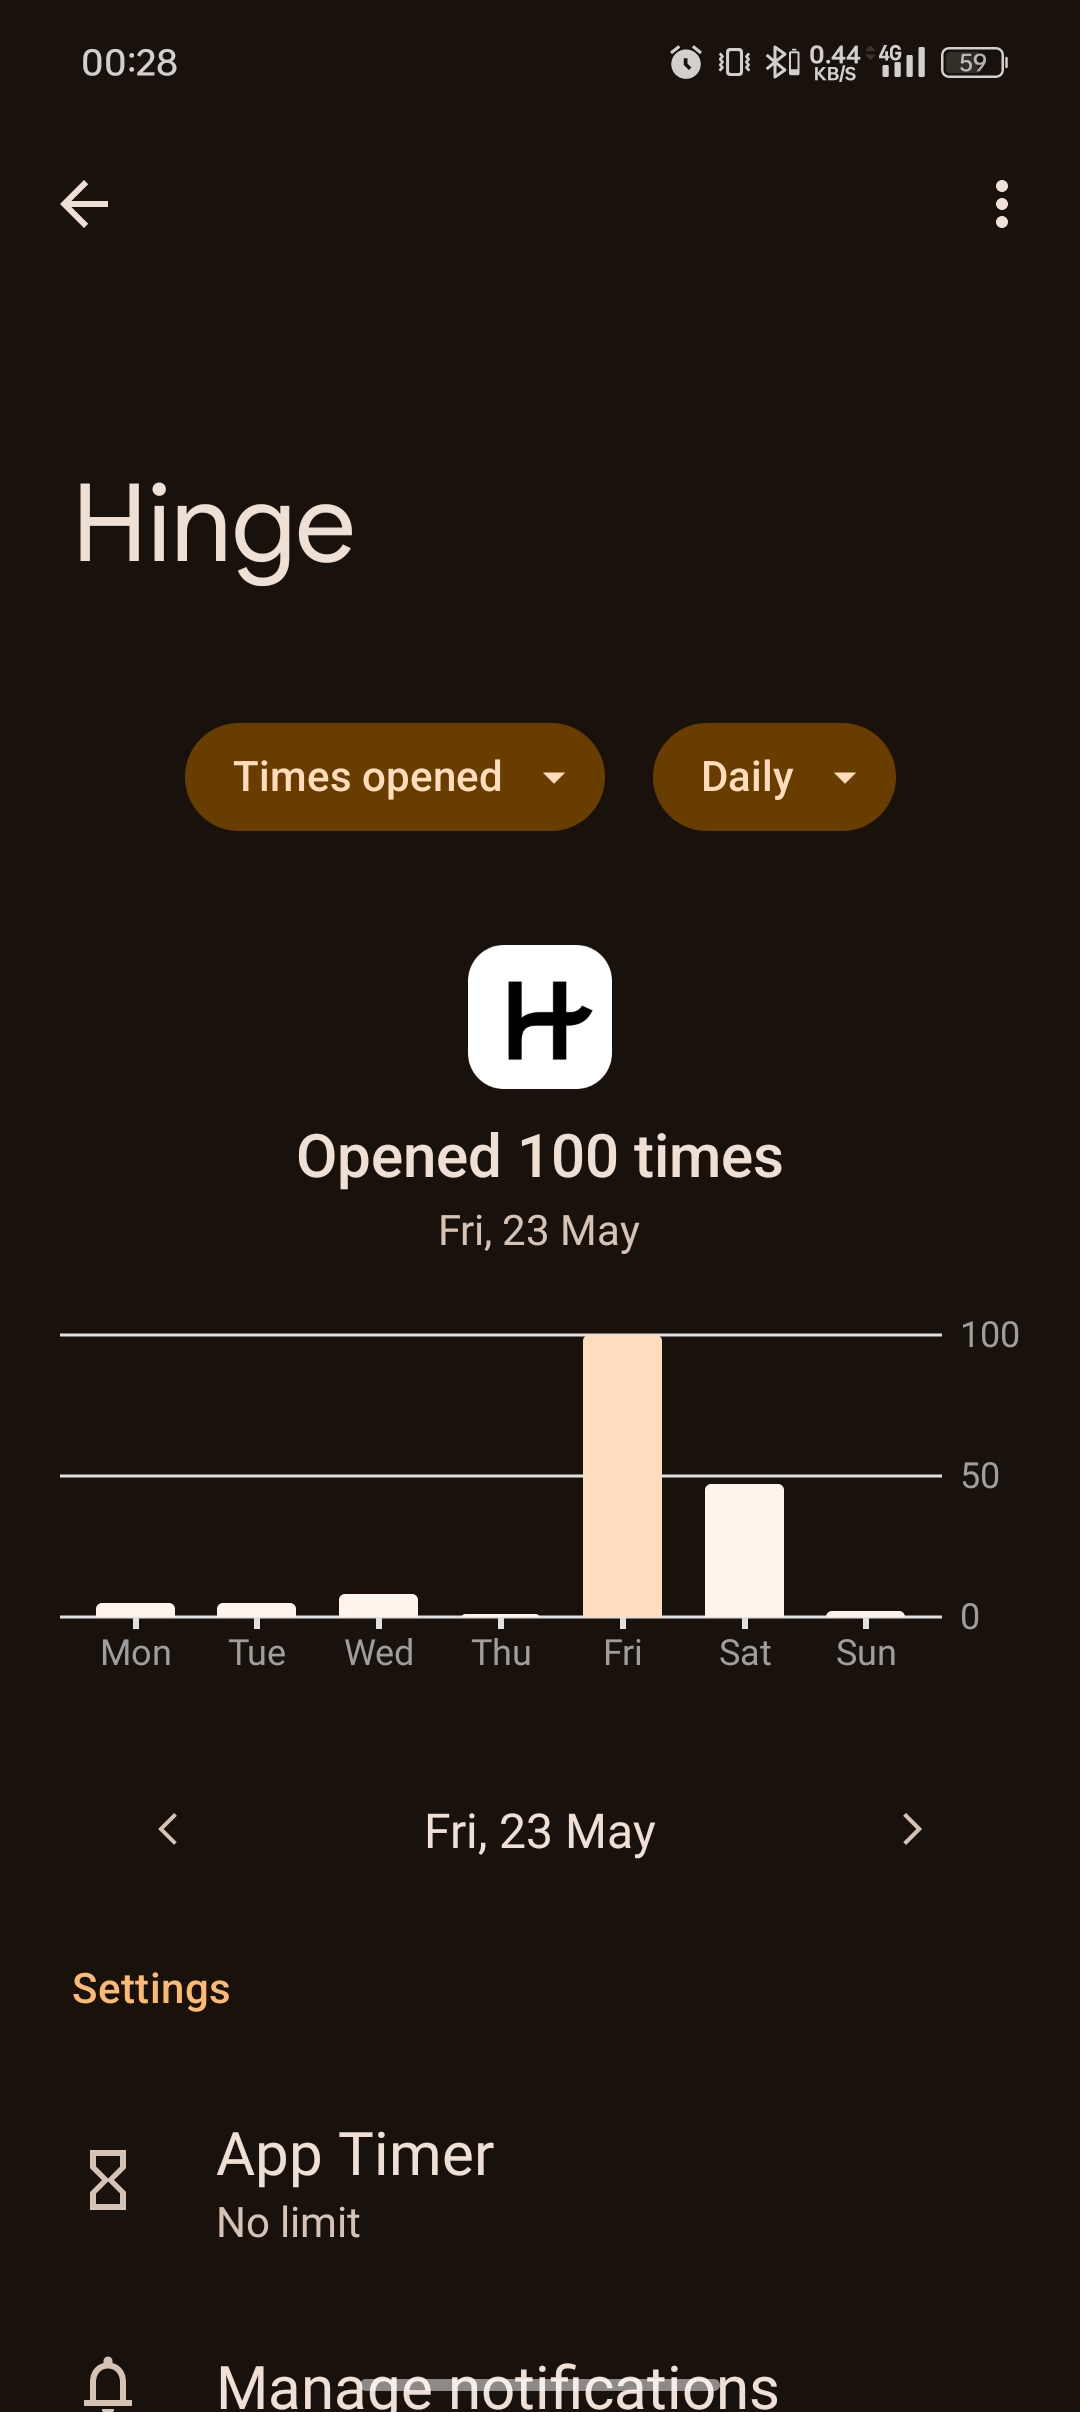 00:28
0.44 KB/S 4G 59
Hinge
Times opened Daily
Opened 100 times
Fri, 23 May
100
50
0
Mon Tue Wed Thu Fri Sat Sun
Fri, 23 May
Settings
App Timer
No limit
Manage notifications